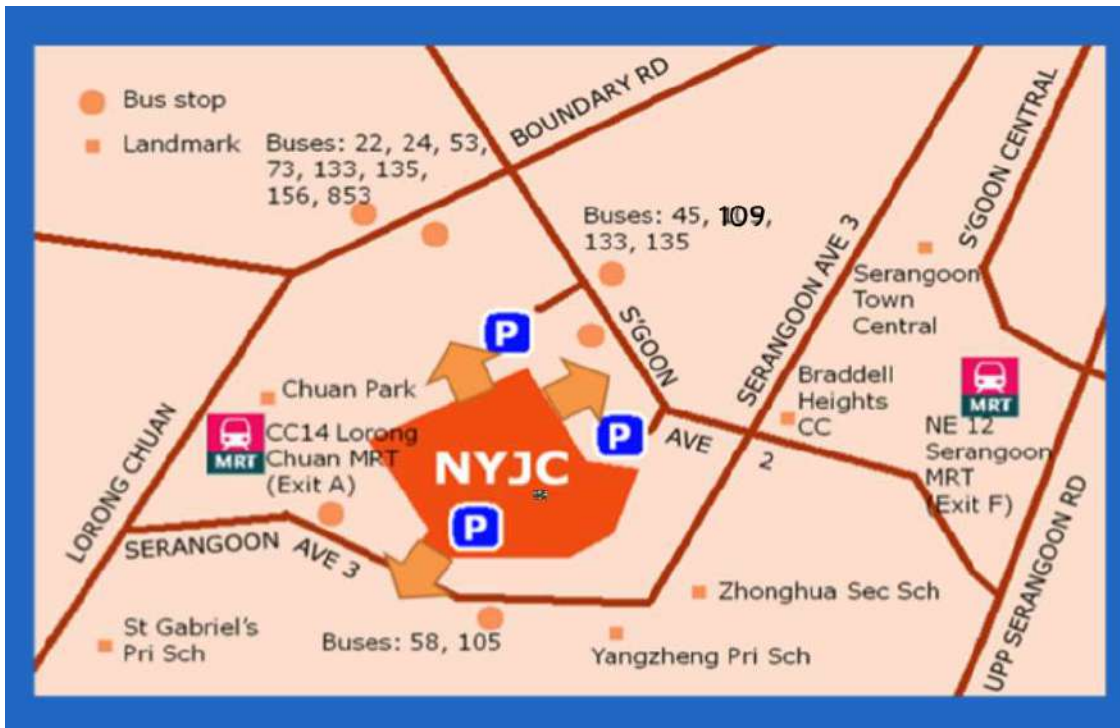 Bus stop
Landmark
Buses: 22, 24, 53,
73, 133, 135,
156, 853
BOUNDARY RD
Buses: 45, 109,
133, 135
S'GOON
AVE
2
SERANGOON AVE 3
S'GOON CENTRAL
Serangoon
Town
Central
P
Chuan Park
MRT
CC14 Lorong
Chuan MRT
(Exit A)
LORONG CHUAN
NYJC
P
P
Braddell
Heights
CC
MRT
NE 12
Serangoon
MRT
(Exit F)
UPP SERANGOON RD
SERANGOON
AVE 3
St Gabriel's
Pri Sch
Buses: 58, 105
Zhonghua Sec Sch
Yangzheng Pri Sch